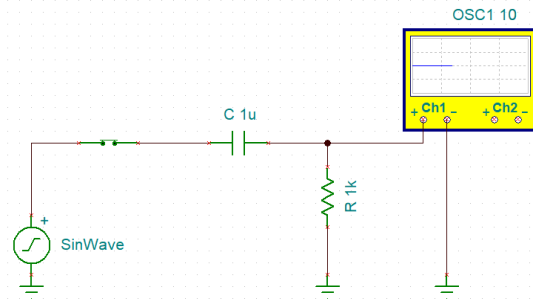 OSC1 10
+ Ch1 - + Ch2 -
C 1u
R 1k
+
SinWave